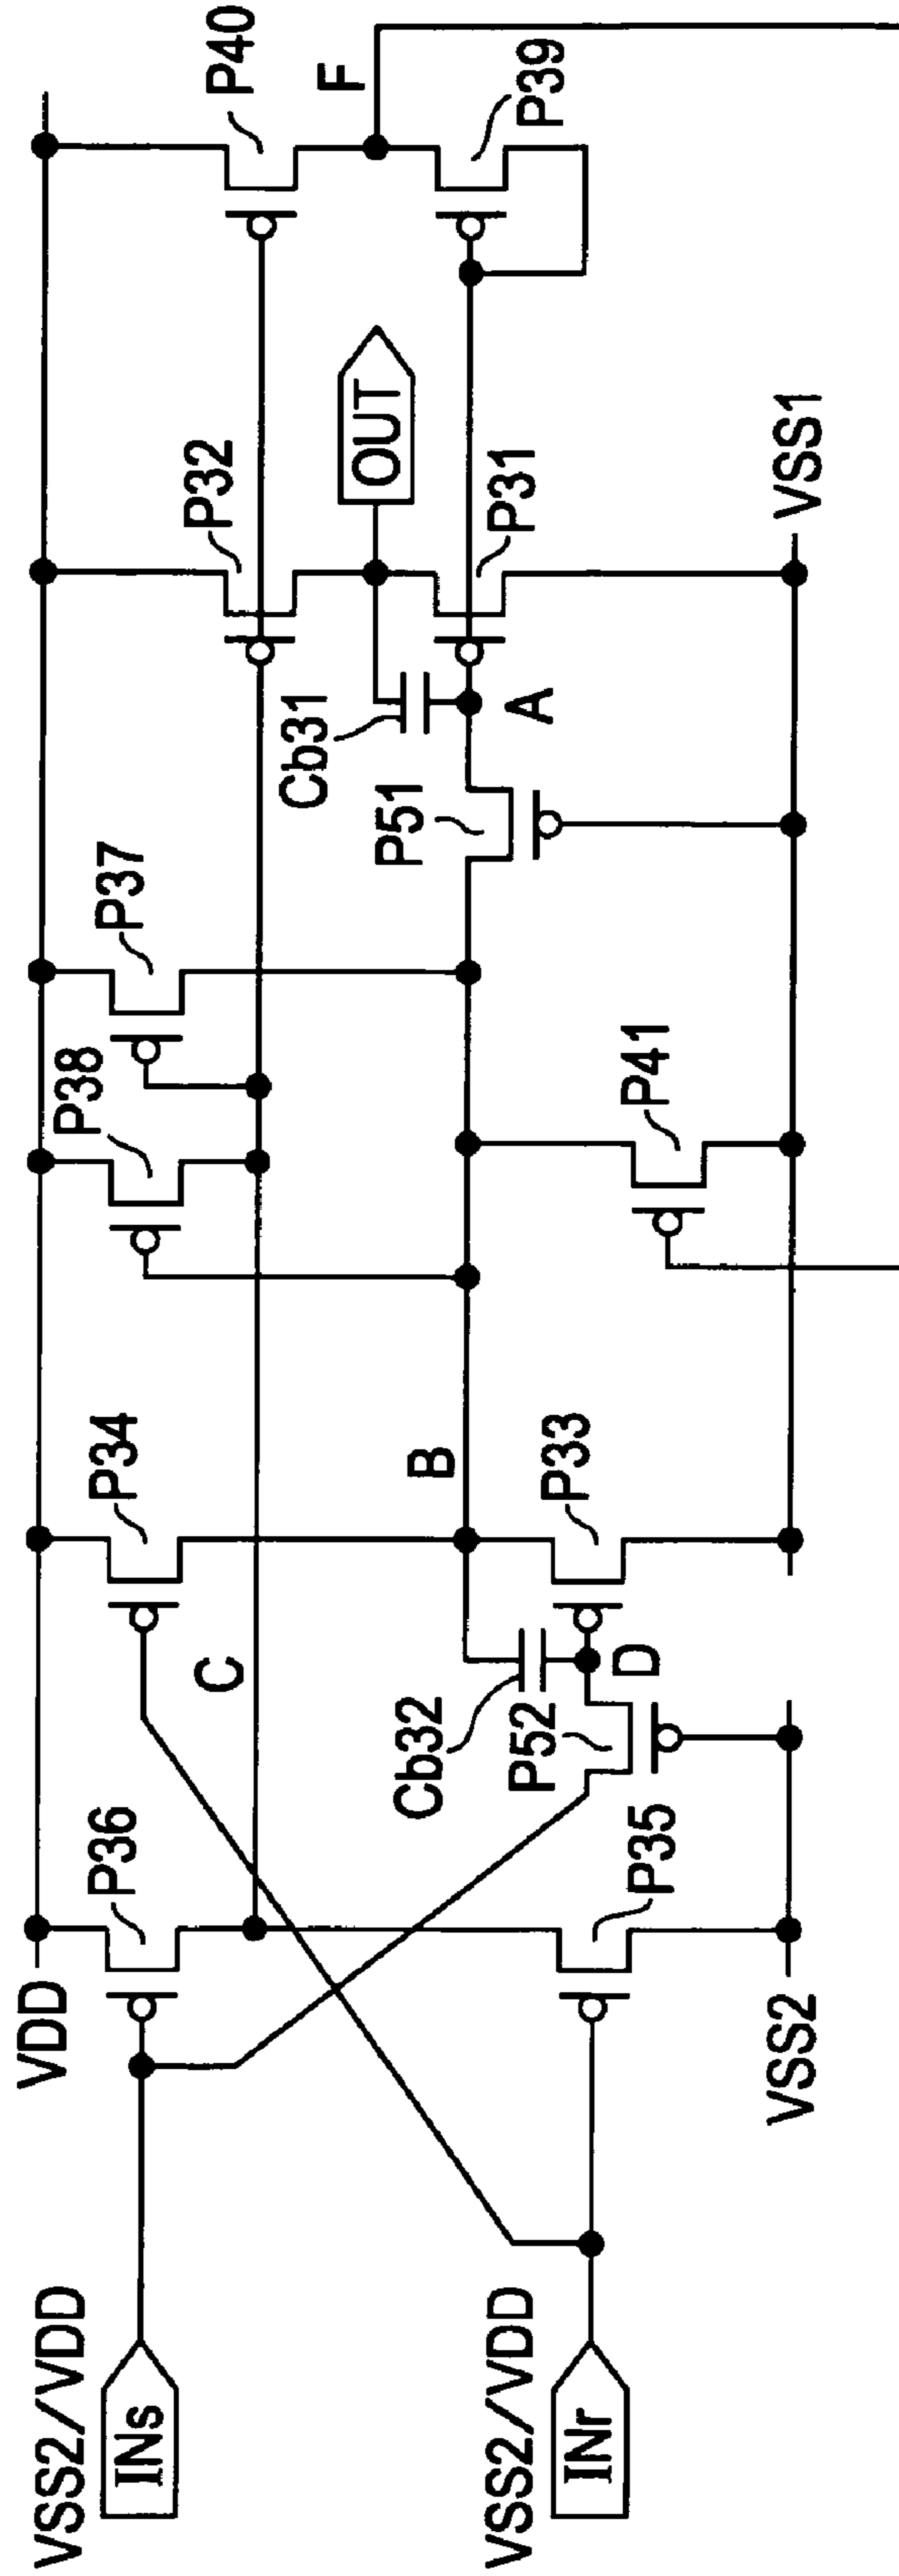 VSS2/VDD
INs
VSS2/VDD
INr
VDD
P36
C
P34
P38
P37
P32
P40
F
P39
OUT
Cb31
P31
A
P51
B
P41
P33
Cb32
P52
D
P35
VSS2
VSS1